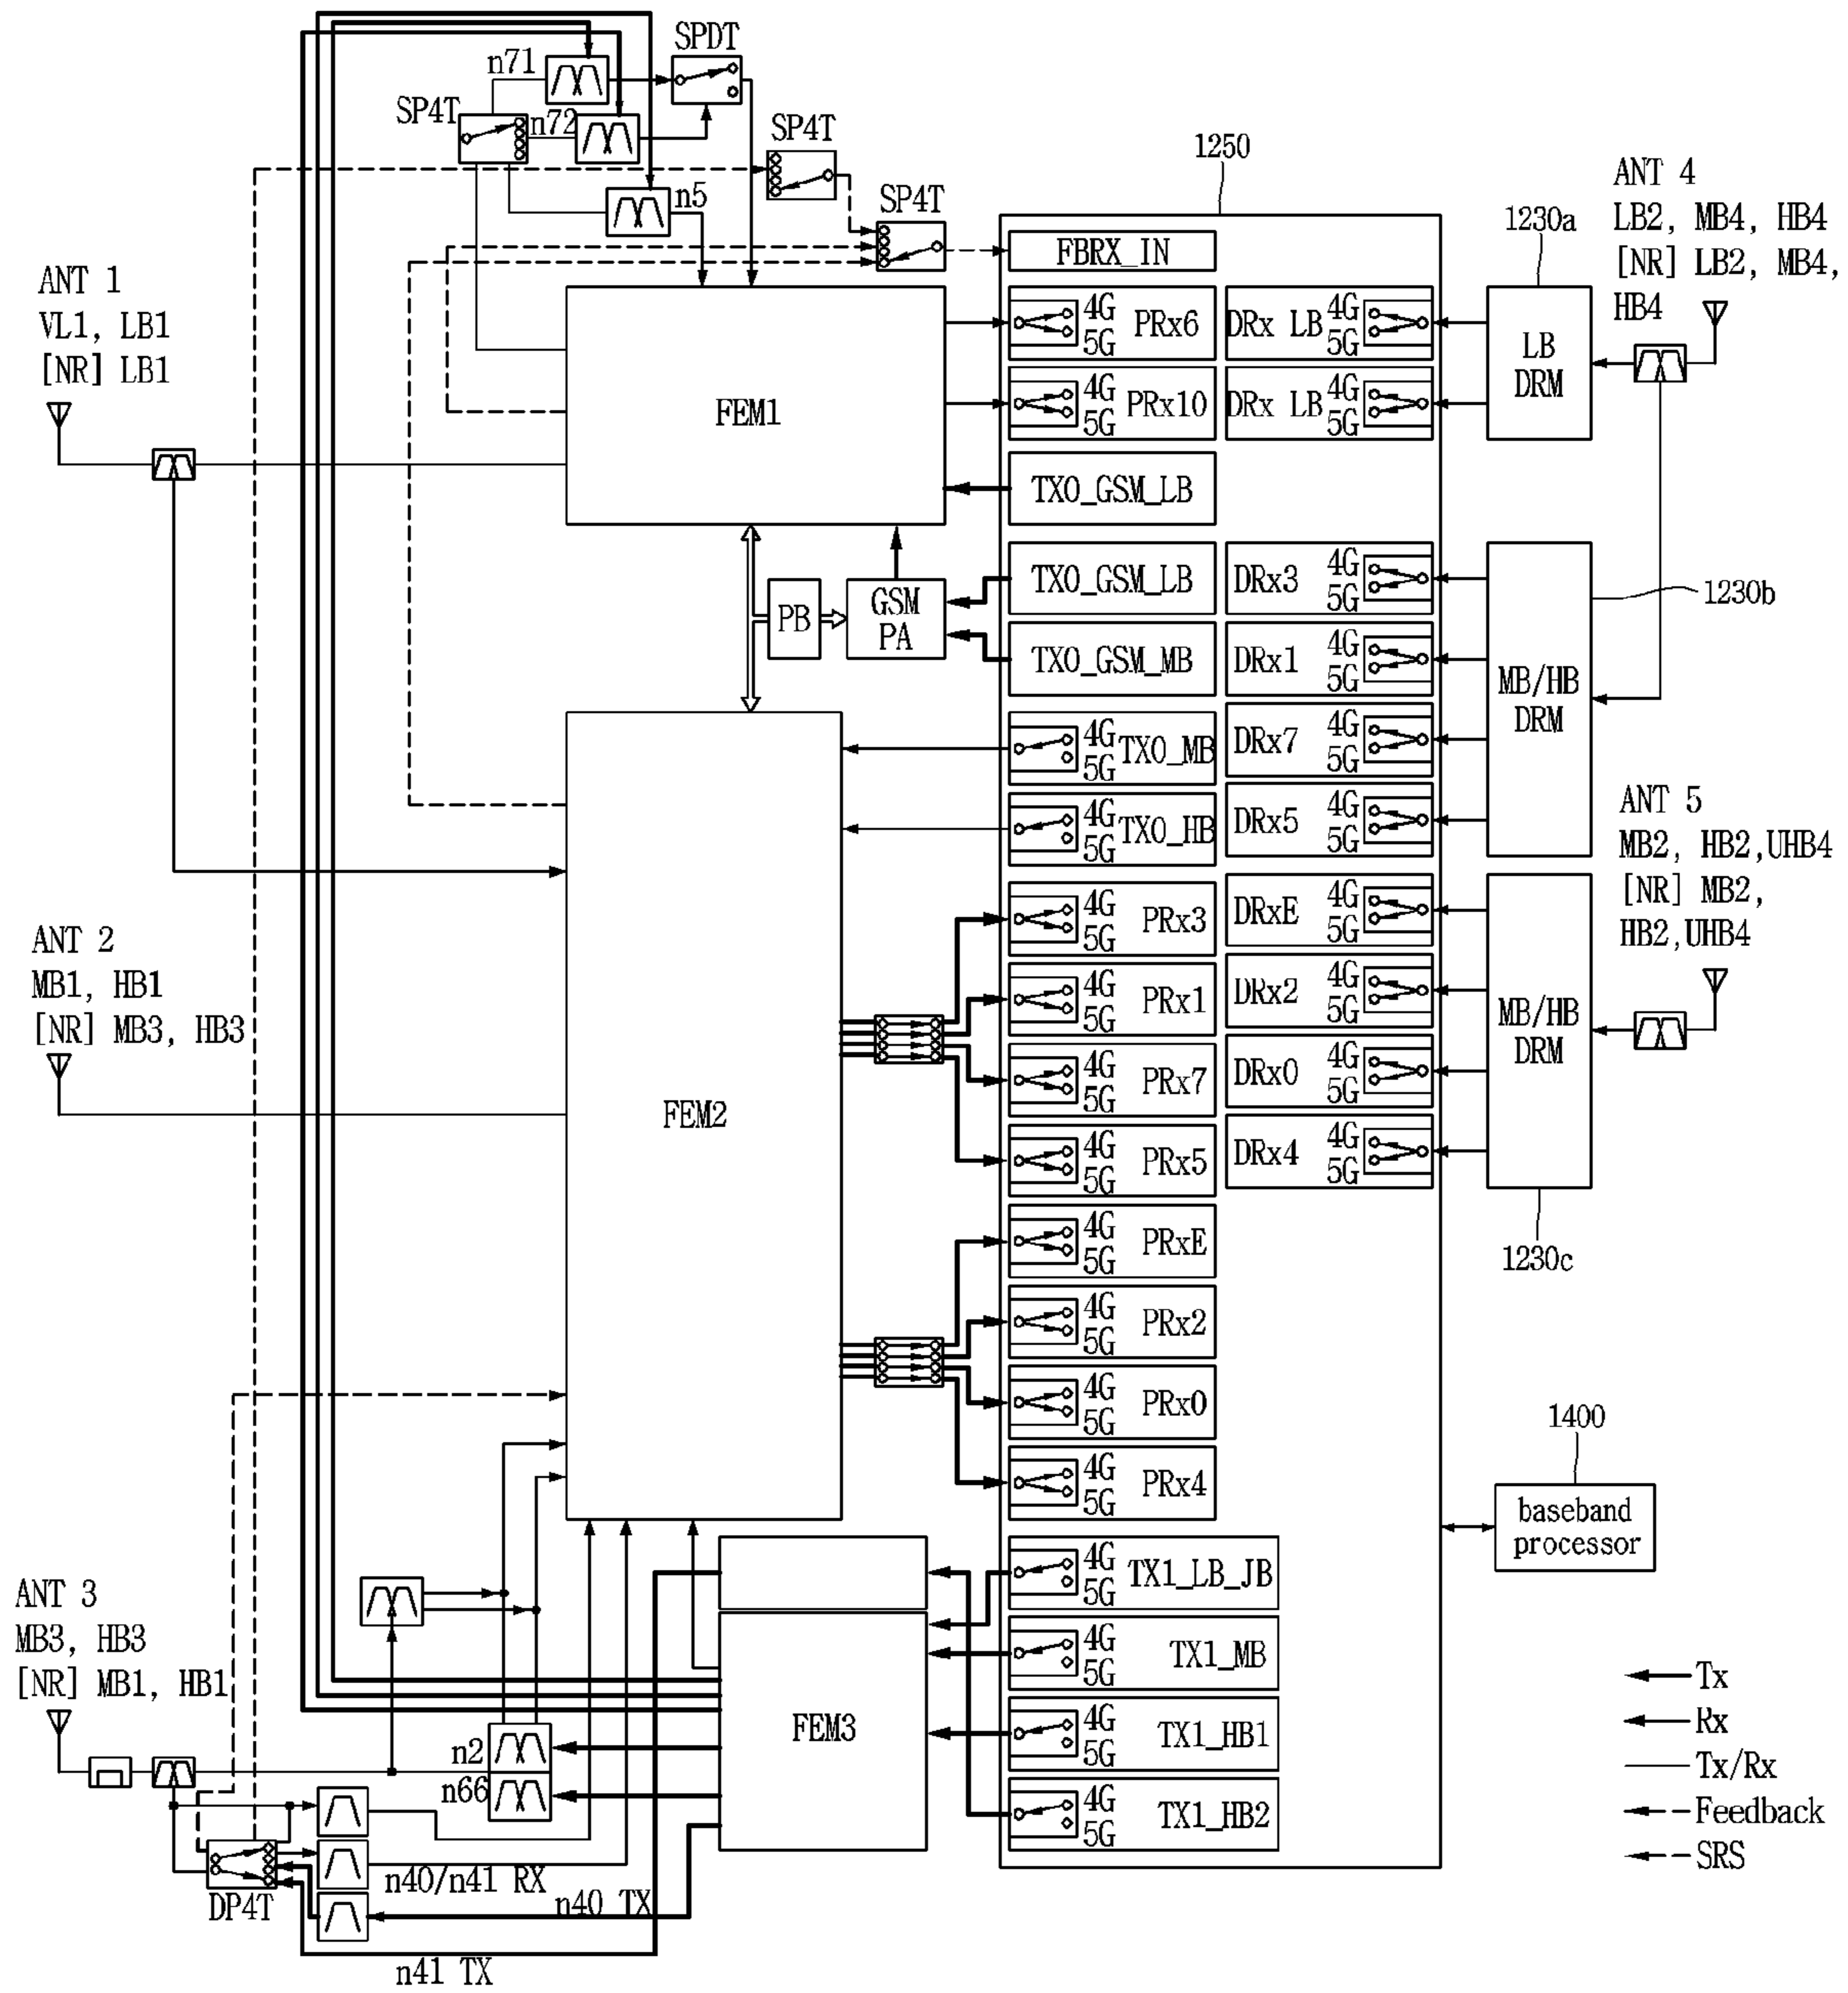 SPDT
n71
SP4T
n72
SP4T
n5
SP4T
1250
1230a
ANT 4
LB2, MB4, HB4
[NR] LB2, MB4,
HB4
ANT 1
VL1, LB1
[NR] LB1
FBRX_IN
FEM1
4G
5G
PRx6
DRx LB
4G
5G
4G
5G
PRx10
DRx LB
4G
5G
LB
DRM
TX0_GSM_LB
PB
GSM
PA
TX0_GSM_LB
DRx3
4G
5G
1230b
TX0_GSM_MB
DRx1
4G
5G
MB/HB
DRM
4G
5G
TX0_MB
DRx7
4G
5G
4G
5G
TX0_HB
DRx5
4G
5G
ANT 5
MB2, HB2,UHB4
[NR] MB2,
HB2,UHB4
ANT 2
MB1, HB1
[NR] MB3, HB3
FEM2
4G
5G
PRx3
DRxE
4G
5G
4G
5G
PRx1
DRx2
4G
5G
MB/HB
DRM
4G
5G
PRx7
DRx0
4G
5G
4G
5G
PRx5
DRx4
4G
5G
1230c
4G
5G
PRxE
4G
5G
PRx2
4G
5G
PRx0
4G
5G
PRx4
1400
baseband
processor
ANT 3
MB3, HB3
[NR] MB1, HB1
4G
5G
TX1_LB_JB
4G
5G
TX1_MB
FEM3
4G
5G
TX1_HB1
4G
5G
TX1_HB2
n2
n66
DP4T
n40/n41 RX
n40 TX
n41 TX
Tx
Rx
Tx/Rx
Feedback
SRS